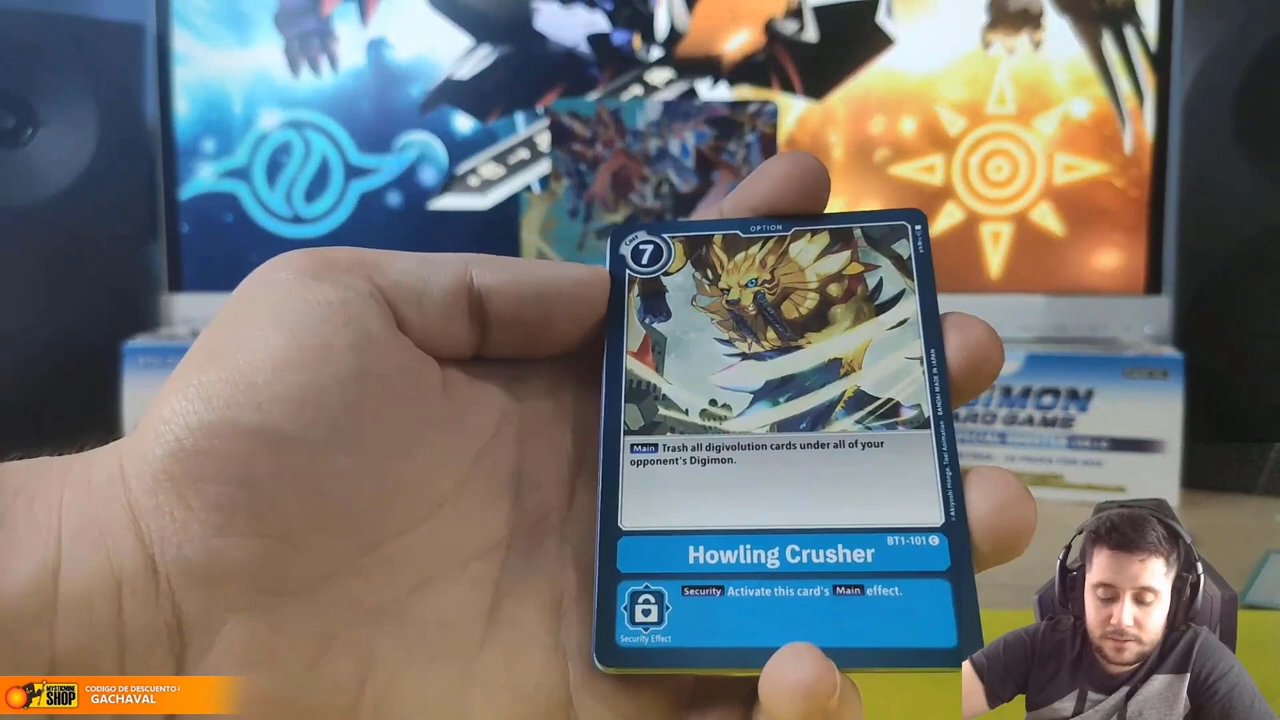 OPTION
Cost
7
Main Trash all digivolution cards under all of your
opponent's Digimon.
BT1-101 C
Howling Crusher
Security Activate this card's Main effect.
Security Effect
BANDAI MADE IN JAPAN
DIGIMON
CARD GAME
MYSTICMINE
SHOP
CODIGO DE DESCUENTO:
GACHAVAL